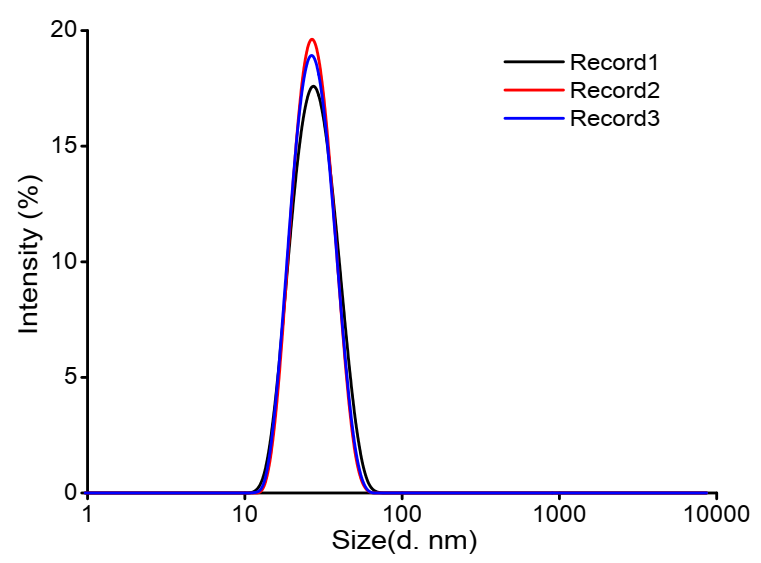 20
15
10
5
0
Intensity (%)
Record1
Record2
Record3
1 10 100 1000 10000
Size(d. nm)